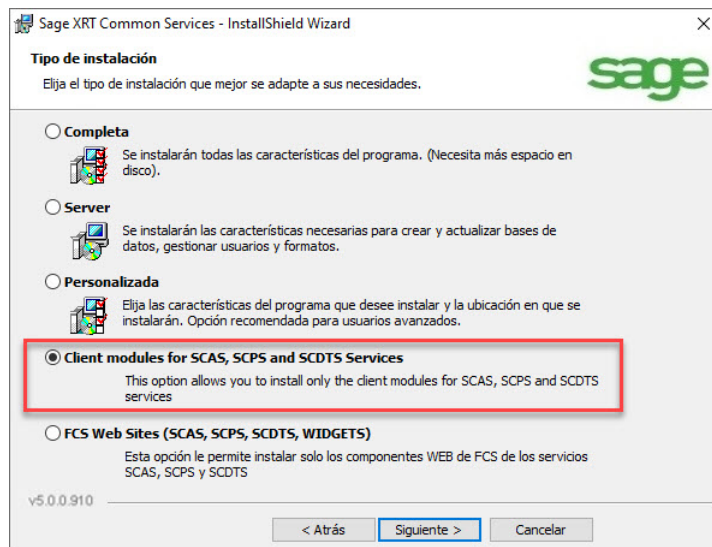 Sage XRT Common Services - InstallShield Wizard
Tipo de instalación
Elija el tipo de instalación que mejor se adapte a sus necesidades.
sage
Completa
Se instalarán todas las características del programa. (Necesita más espacio en
disco).
Server
Se instalarán las características necesarias para crear y actualizar bases de
datos, gestionar usuarios y formatos.
Personalizada
Elija las características del programa que desee instalar y la ubicación en que se
instalarán. Opción recomendada para usuarios avanzados.
Client modules for SCAS, SCPS and SCDTS Services
This option allows you to install only the client modules for SCAS, SCPS and SCDTS
services
FCS Web Sites (SCAS, SCPS, SCDTS, WIDGETS)
Esta opción le permite instalar solo los componentes WEB de FCS de los servicios
SCAS, SCPS y SCDTS
v5.0.0.910
< Atrás Siguiente > Cancelar